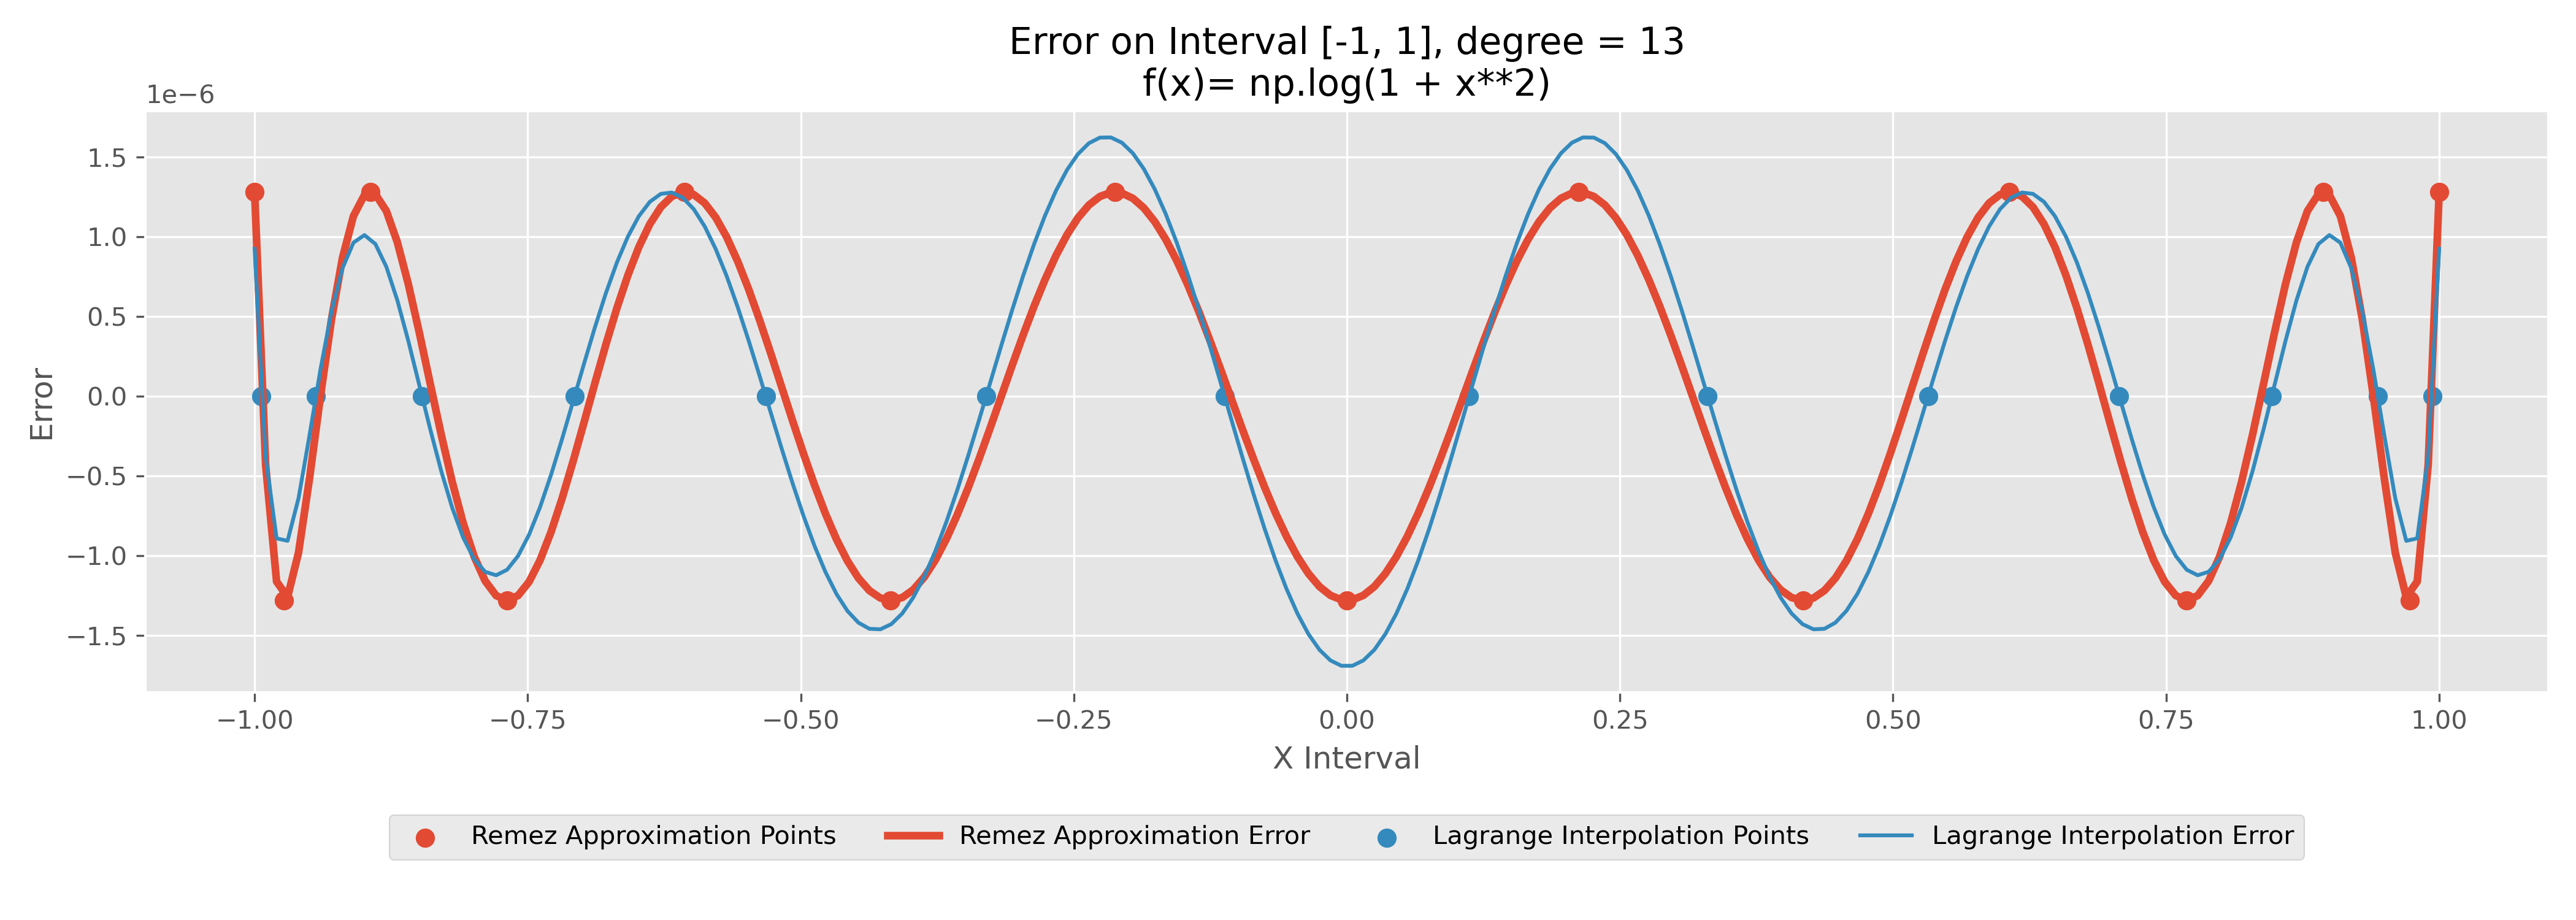 Error on Interval [-1, 1], degree = 13
f(x)= np.log(1 + x**2)
1e−6
1.5
1.0
0.5
0.0
−0.5
−1.0
−1.5
Error
−1.00 −0.75 −0.50 −0.25 0.00 0.25 0.50 0.75 1.00
X Interval
Remez Approximation Points Remez Approximation Error Lagrange Interpolation Points Lagrange Interpolation Error